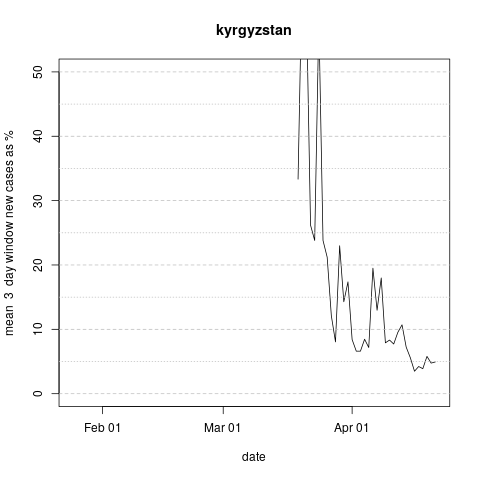 kyrgyzstan
mean 3 day window new cases as %
50
40
30
20
10
0
Feb 01
Mar 01
Apr 01
date